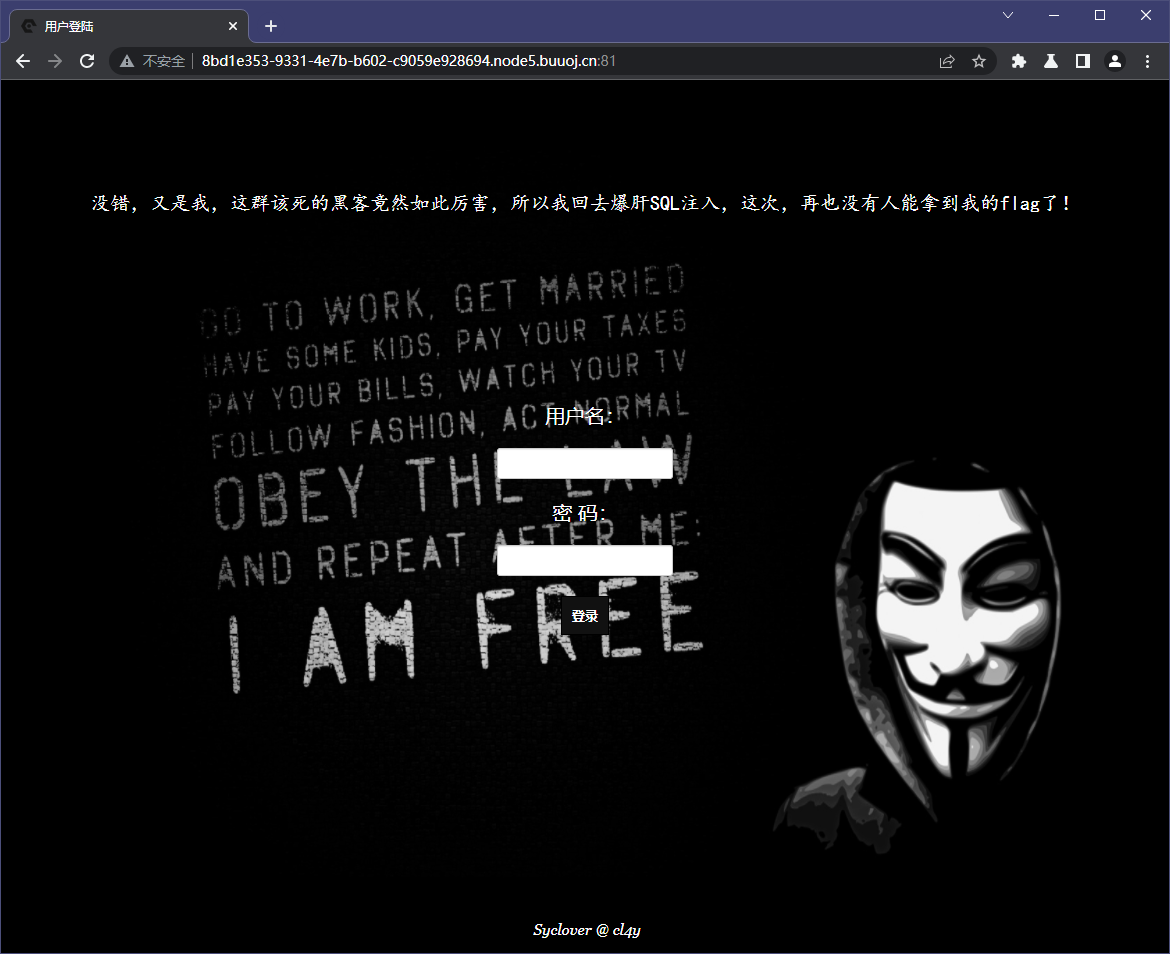 用户登陆
不安全 8bd1e353-9331-4e7b-b602-c9059e928694.node5.buuoj.cn:81
没错，又是我，这群该死的黑客竟然如此厉害，所以我回去爆肝SQL注入，这次，再也没有人能拿到我的flag了！
GO TO WORK, GET MARRIED
HAVE SOME KIDS, PAY YOUR TAXES
PAY YOUR BILLS, WATCH YOUR TV
FOLLOW FASHION, ACT NORMAL
用户名：
OBEY THE LAW
密 码：
AND REPEAT AFTER ME:
I AM FREE
登录
Syclover @ cl4y